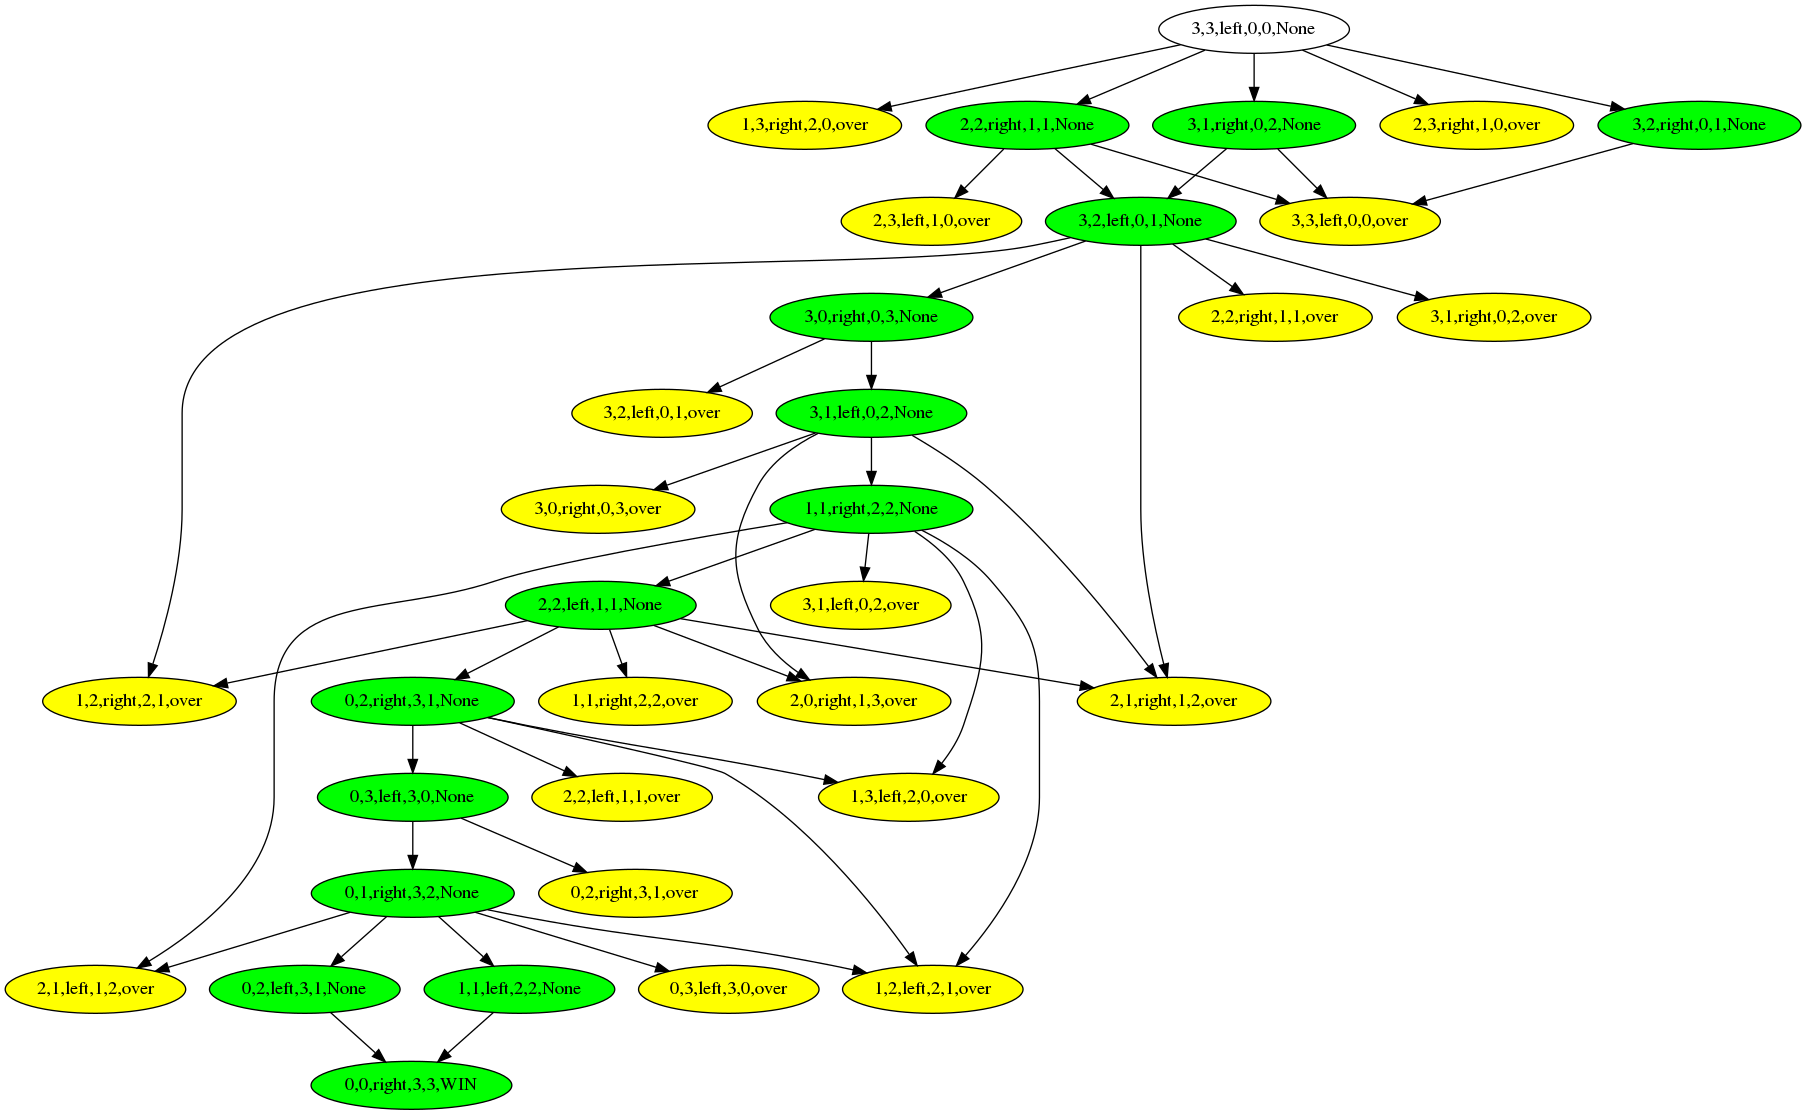 3,3,left,0,0,None
1,3,right,2,0,over
2,2,right,1,1,None
3,1,right,0,2,None
2,3,right,1,0,over
3,2,right,0,1,None
2,3,left,1,0,over
3,2,left,0,1,None
3,3,left,0,0,over
3,0,right,0,3,None
2,2,right,1,1,over
3,1,right,0,2,over
3,2,left,0,1,over
3,1,left,0,2,None
3,0,right,0,3,over
1,1,right,2,2,None
2,2,left,1,1,None
3,1,left,0,2,over
1,2,right,2,1,over
0,2,right,3,1,None
1,1,right,2,2,over
2,0,right,1,3,over
2,1,right,1,2,over
0,3,left,3,0,None
2,2,left,1,1,over
1,3,left,2,0,over
0,1,right,3,2,None
0,2,right,3,1,over
2,1,left,1,2,over
0,2,left,3,1,None
1,1,left,2,2,None
0,3,left,3,0,over
1,2,left,2,1,over
0,0,right,3,3,WIN